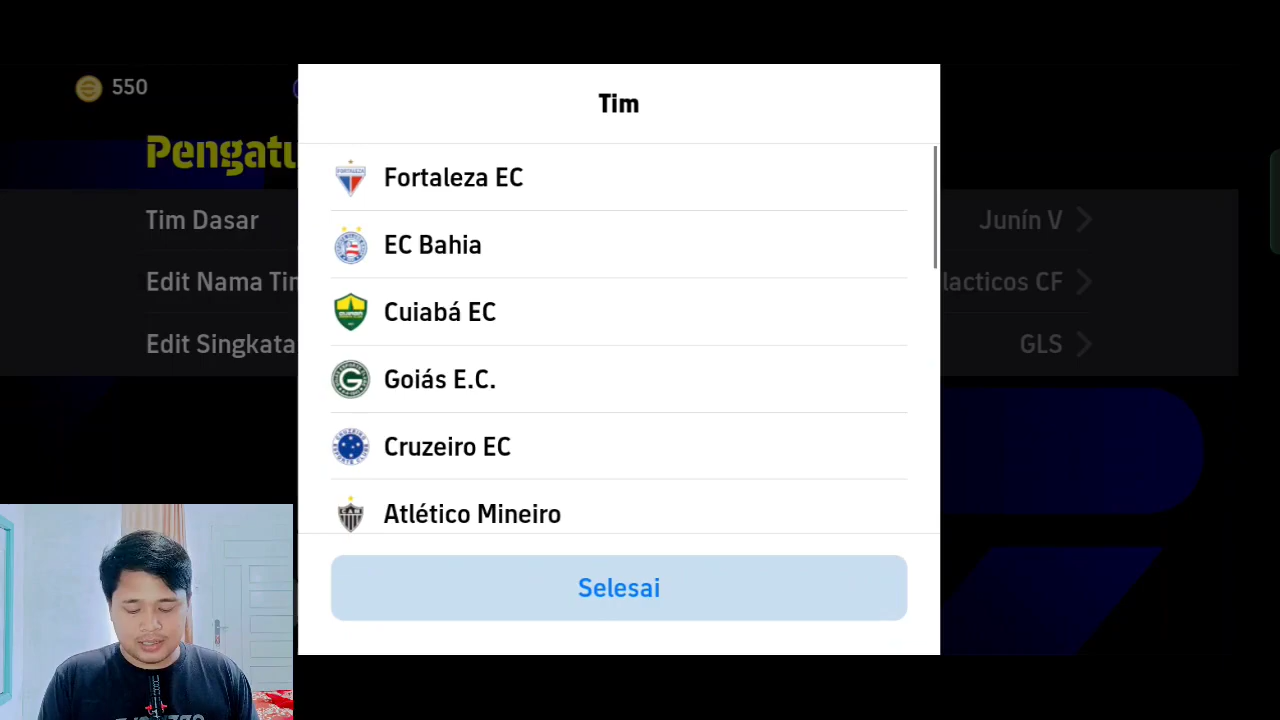 550
Tim
Pengatu
Fortaleza EC
Tim Dasar
Junín V
EC Bahia
Edit Nama Tim
lacticos CF
Cuiabá EC
Edit Singkata
GLS
Goiás E.C.
Cruzeiro EC
Atlético Mineiro
Selesai